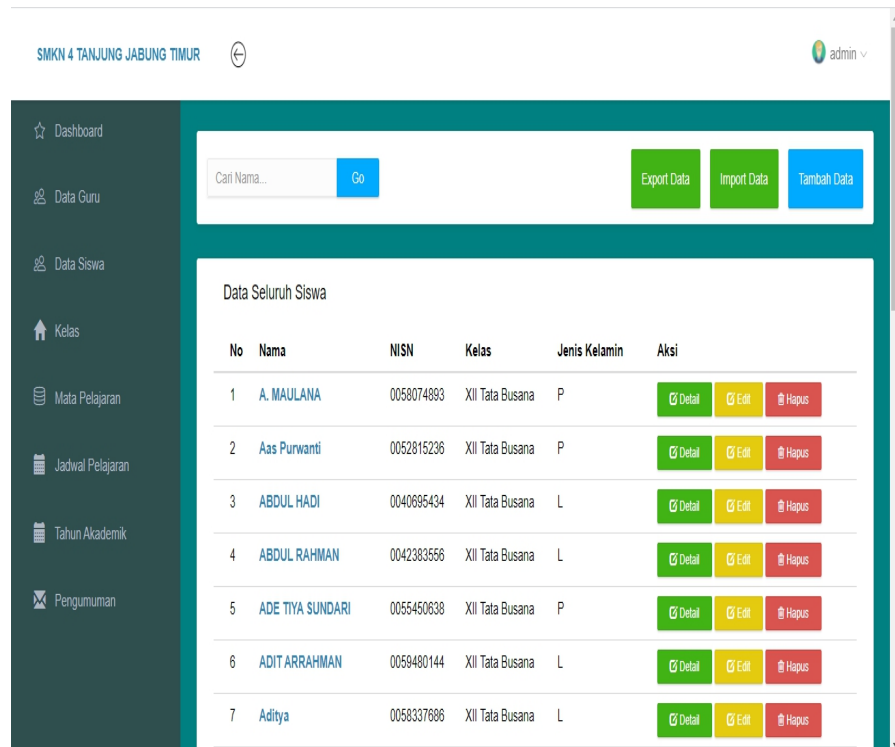 SMKN 4 TANJUNG JABUNG TIMUR
admin
Dashboard
Data Guru
Data Siswa
Kelas
Mata Pelajaran
Jadwal Pelajaran
Tahun Akademik
Pengumuman
Cari Nama... Go Export Data Import Data Tambah Data
Data Seluruh Siswa
No Nama NISN Kelas Jenis Kelamin Aksi
1 A. MAULANA 0058074893 XII Tata Busana P Detail Edit Hapus
2 Aas Purwanti 0052815236 XII Tata Busana P Detail Edit Hapus
3 ABDUL HADI 0040695434 XII Tata Busana L Detail Edit Hapus
4 ABDUL RAHMAN 0042383556 XII Tata Busana L Detail Edit Hapus
5 ADE TIYA SUNDARI 0055450638 XII Tata Busana P Detail Edit Hapus
6 ADIT ARRAHMAN 0059480144 XII Tata Busana L Detail Edit Hapus
7 Aditya 0058337686 XII Tata Busana L Detail Edit Hapus